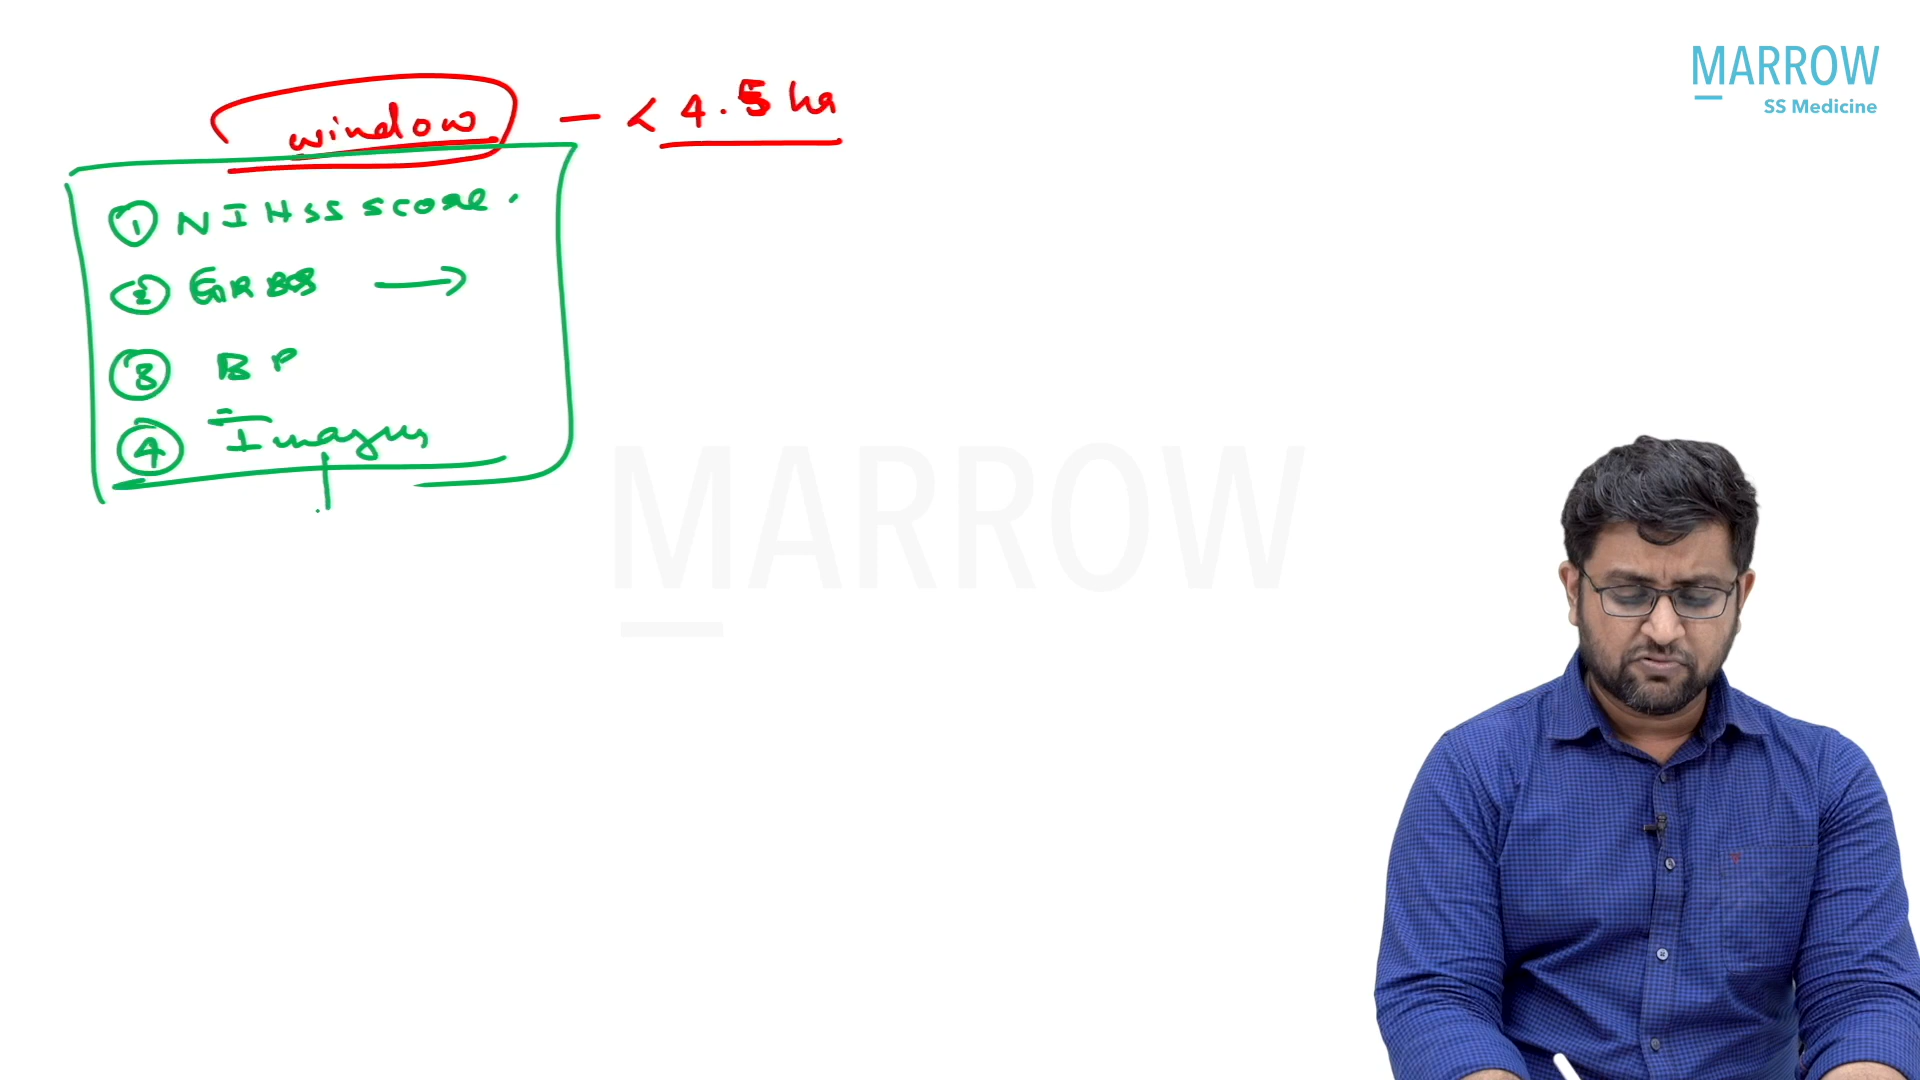 MARROW
SS Medicine
window - < 4.5 hr
① NIHSS score.
② GRBS →
③ BP
④ Imaging
MARROW